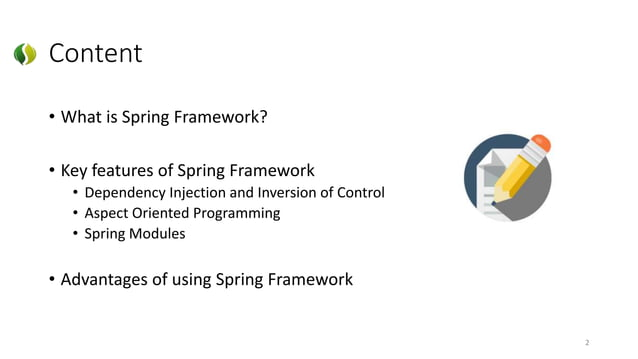 Content
• What is Spring Framework?
• Key features of Spring Framework
• Dependency Injection and Inversion of Control
• Aspect Oriented Programming
• Spring Modules
• Advantages of using Spring Framework
2